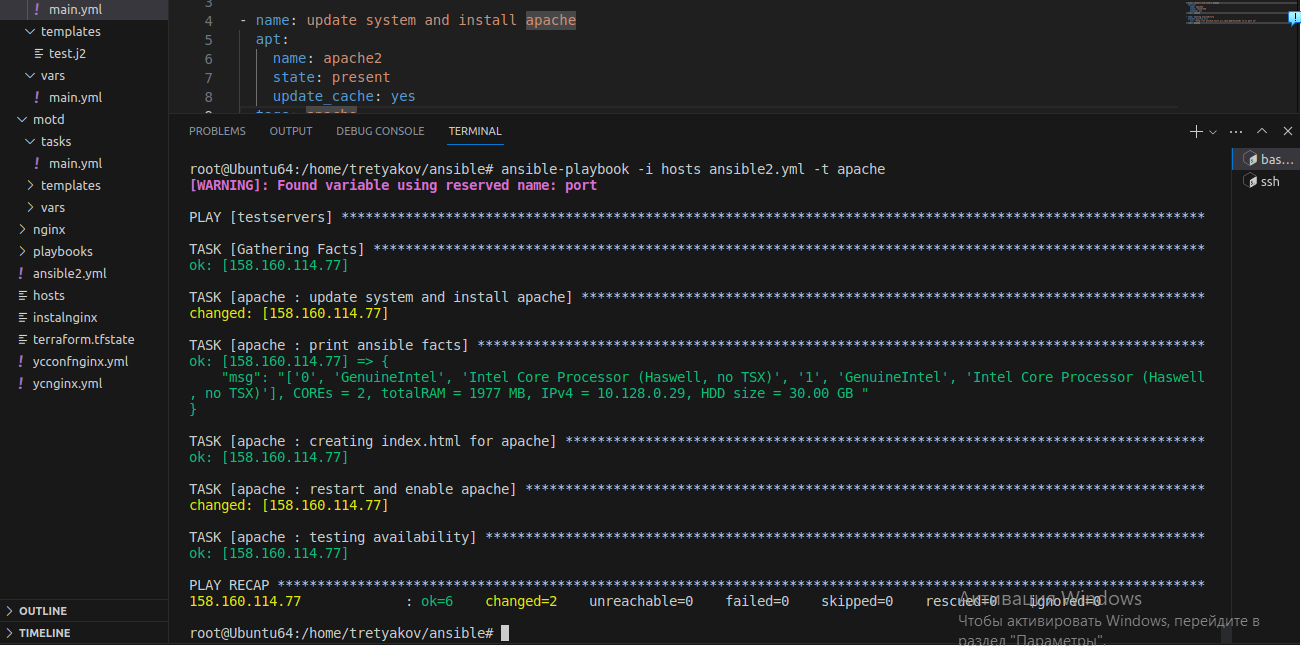 main.yml
templates
test.j2
vars
main.yml
motd
tasks
main.yml
templates
vars
nginx
playbooks
ansible2.yml
hosts
instalnginx
terraform.tfstate
ycconfnginx.yml
ycnginx.yml
OUTLINE
TIMELINE
3
4 - name: update system and install apache
5 apt:
6 name: apache2
7 state: present
8 update_cache: yes
PROBLEMS OUTPUT DEBUG CONSOLE TERMINAL
bas...
ssh
root@Ubuntu64:/home/tretyakov/ansible# ansible-playbook -i hosts ansible2.yml -t apache
[WARNING]: Found variable using reserved name: port
PLAY [testservers] ************************************************************************************************************
TASK [Gathering Facts] ********************************************************************************************************
ok: [158.160.114.77]
TASK [apache : update system and install apache] ******************************************************************************
changed: [158.160.114.77]
TASK [apache : print ansible facts] *******************************************************************************************
ok: [158.160.114.77] => {
"msg": "['0', 'GenuineIntel', 'Intel Core Processor (Haswell, no TSX)', '1', 'GenuineIntel', 'Intel Core Processor (Haswell
, no TSX)'], COREs = 2, totalRAM = 1977 MB, IPv4 = 10.128.0.29, HDD size = 30.00 GB "
}
TASK [apache : creating index.html for apache] ********************************************************************************
ok: [158.160.114.77]
TASK [apache : restart and enable apache] *************************************************************************************
changed: [158.160.114.77]
TASK [apache : testing availability] ******************************************************************************************
ok: [158.160.114.77]
PLAY RECAP ********************************************************************************************************************
158.160.114.77 : ok=6 changed=2 unreachable=0 failed=0 skipped=0 rescued=0 ignored=0
root@Ubuntu64:/home/tretyakov/ansible#
Активация Windows
Чтобы активировать Windows, перейдите в
раздел "Параметры".